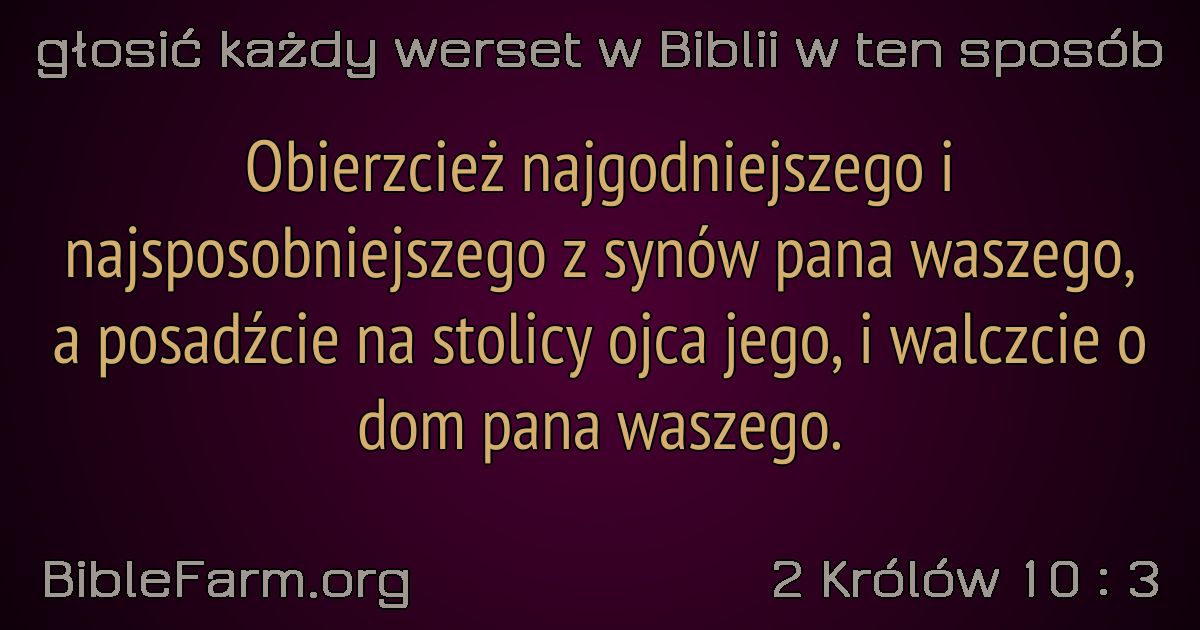 głosić każdy werset w Biblii w ten sposób
Obierzcież najgodniejszego i
najsposobniejszego z synów pana waszego,
a posadźcie na stolicy ojca jego, i walczcie o
dom pana waszego.
BibleFarm.org
2 Królów 10 : 3